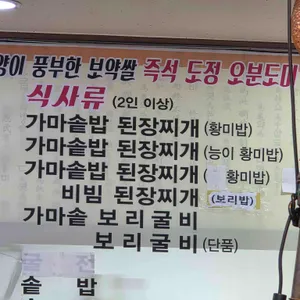 양이 풍부한 보약쌀 즉석 도정 오분도미
식사류 (2인 이상)
가마솥밥 된장찌개 (황미밥)
가마솥밥 된장찌개 (능이 황미밥)
가마솥밥 된장찌개 ( 황미밥)
비빔 된장찌개 (보리밥)
가마솥 보리굴비
보리굴비 (단품)
솥 밥